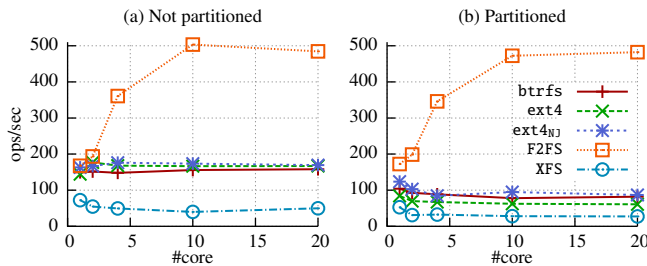 (a) Not partitioned
(b) Partitioned
ops/sec
500
400
300
200
100
0
0 5 10 15 20
#core
500
400
300
200
100
0
0 5 10 15 20
#core
btrfs
ext4
ext4NJ
F2FS
XFS